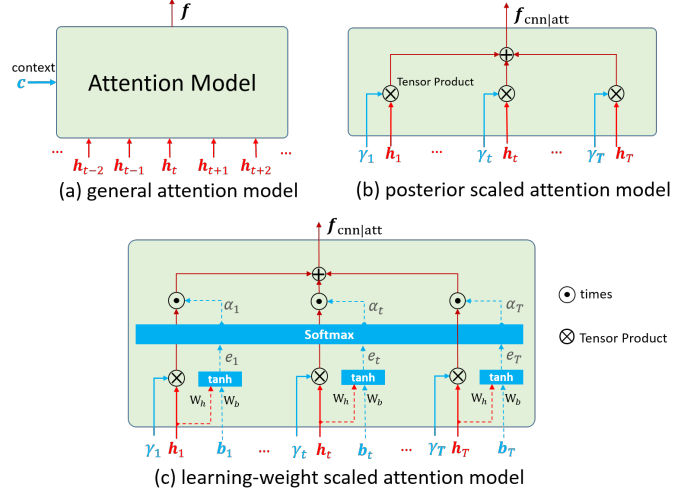 f
context
c
Attention Model
... h_{t-2} h_{t-1} h_t h_{t+1} h_{t+2} ...
(a) general attention model
f_{cnn|att}
Tensor Product
γ_1 h_1 ... γ_t h_t ... γ_T h_T
(b) posterior scaled attention model
f_{cnn|att}
α_1 α_t α_T
times
Softmax
Tensor Product
e_1 e_t e_T
tanh tanh tanh
W_h W_b W_h W_b W_h W_b
γ_1 h_1 b_1 ... γ_t h_t b_t ... γ_T h_T b_T
(c) learning-weight scaled attention model